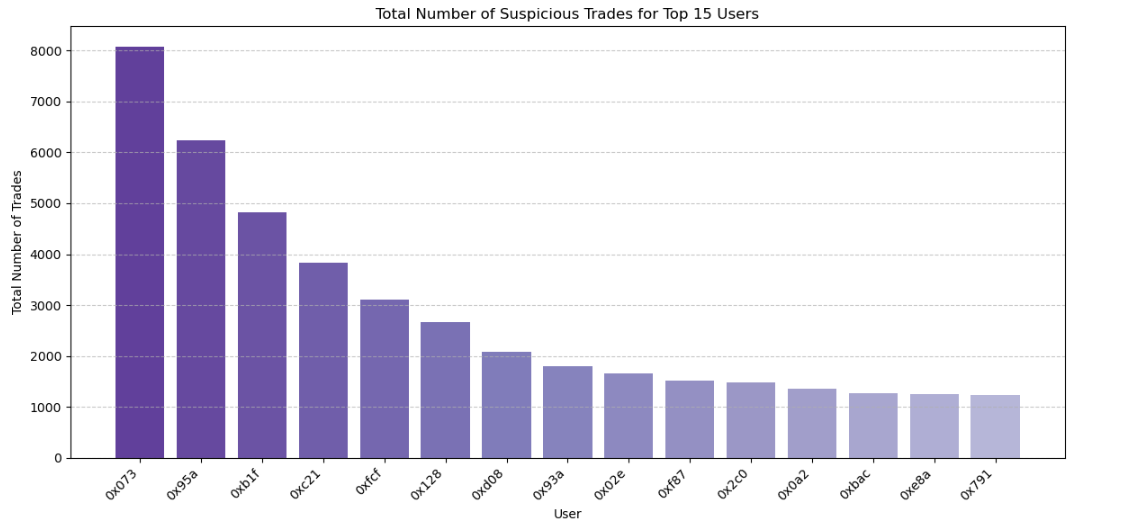 Total Number of Suspicious Trades for Top 15 Users
Total Number of Trades
8000
7000
6000
5000
4000
3000
2000
1000
0
0x073
0x95a
0xb1f
0xc21
0xfcf
0x128
0xd08
0x93a
0x02e
0xf87
0x2c0
0x0a2
0xbac
0xe8a
0x791
User